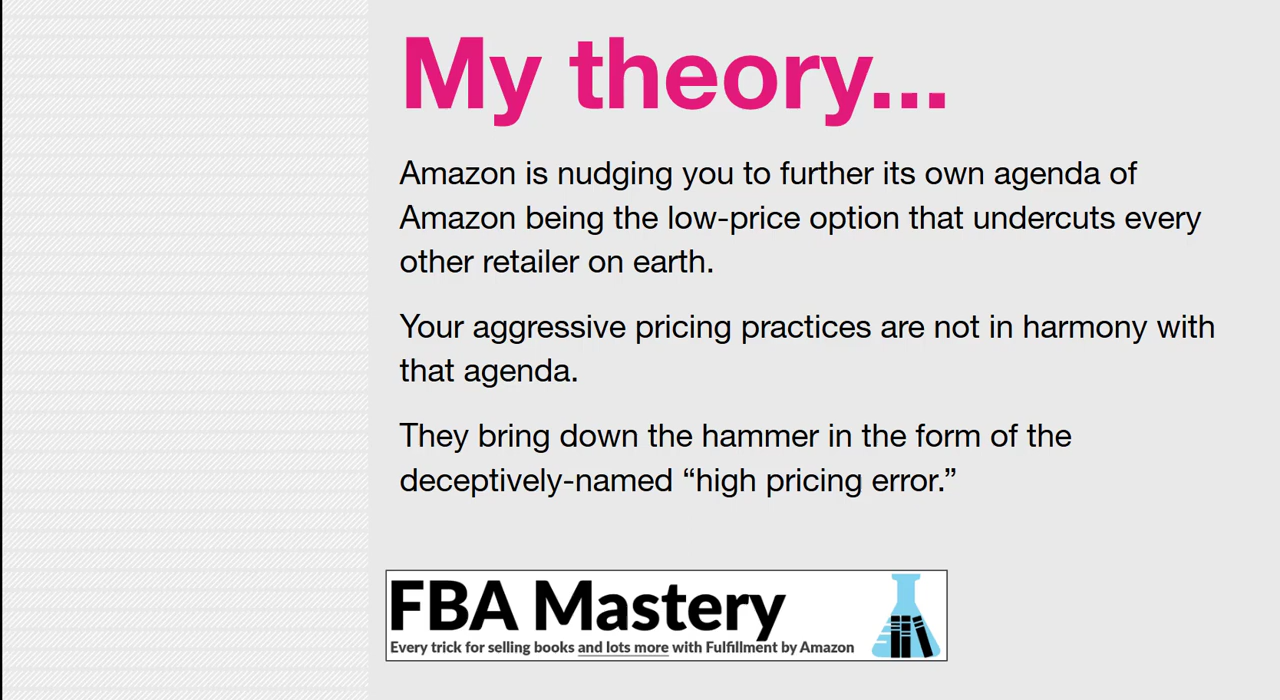 My theory...
Amazon is nudging you to further its own agenda of
Amazon being the low-price option that undercuts every
other retailer on earth.
Your aggressive pricing practices are not in harmony with
that agenda.
They bring down the hammer in the form of the
deceptively-named “high pricing error.”
FBA Mastery
Every trick for selling books and lots more with Fulfillment by Amazon